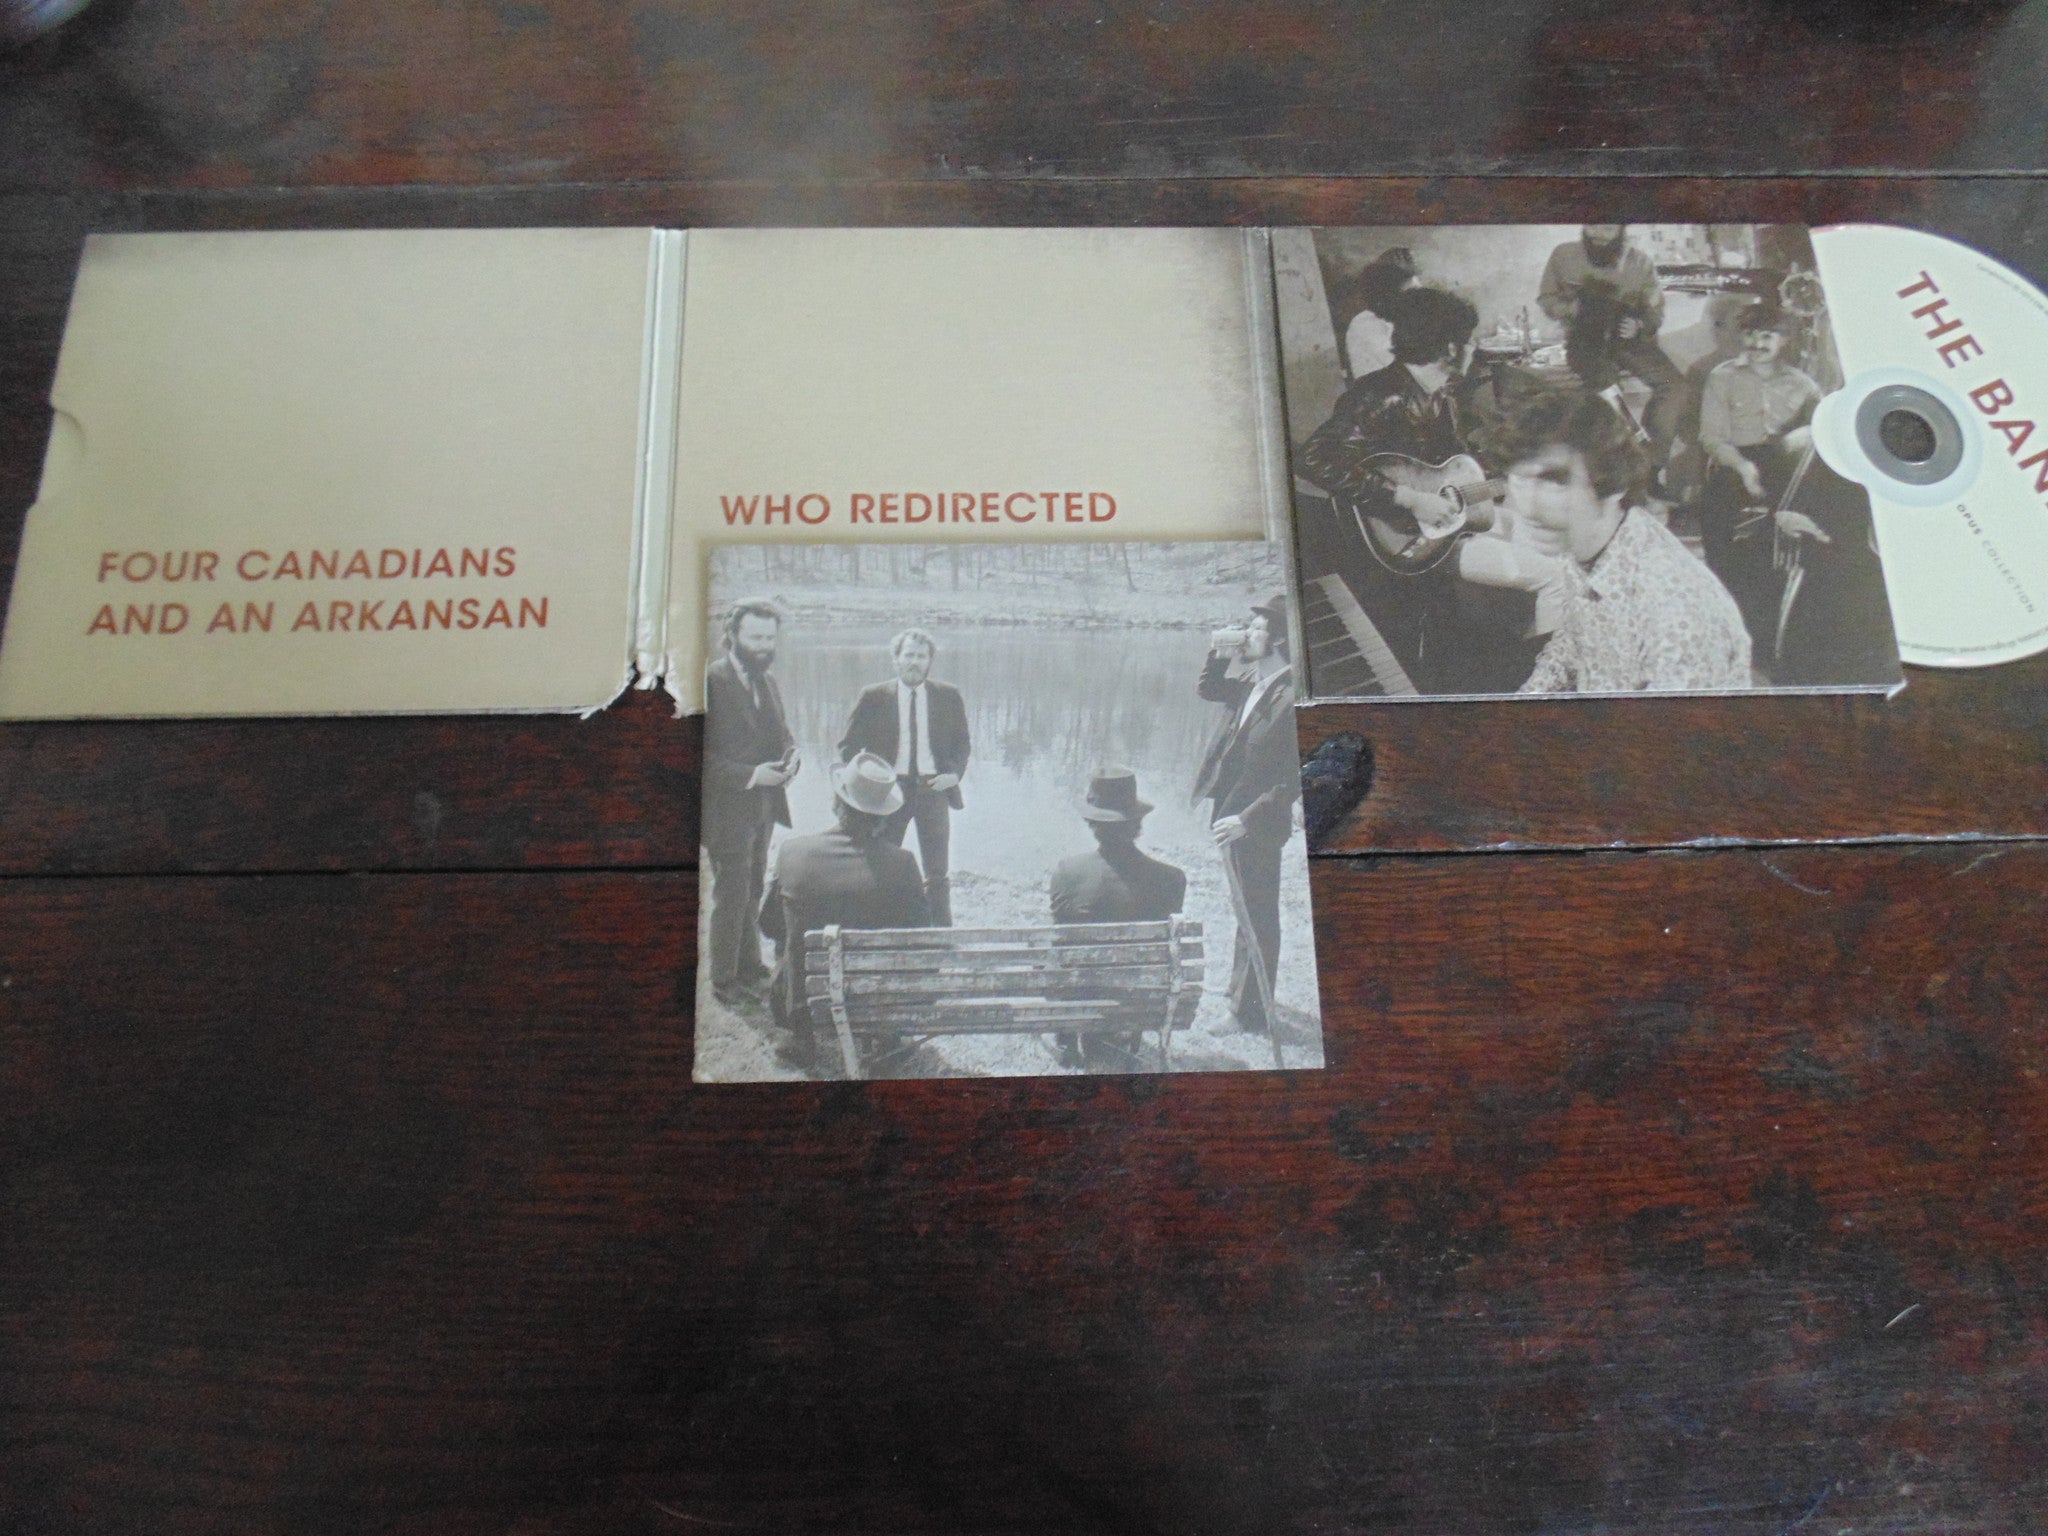 FOUR CANADIANS
AND AN ARKANSAN
WHO REDIRECTED
THE BAN
OPUS COLLECTION